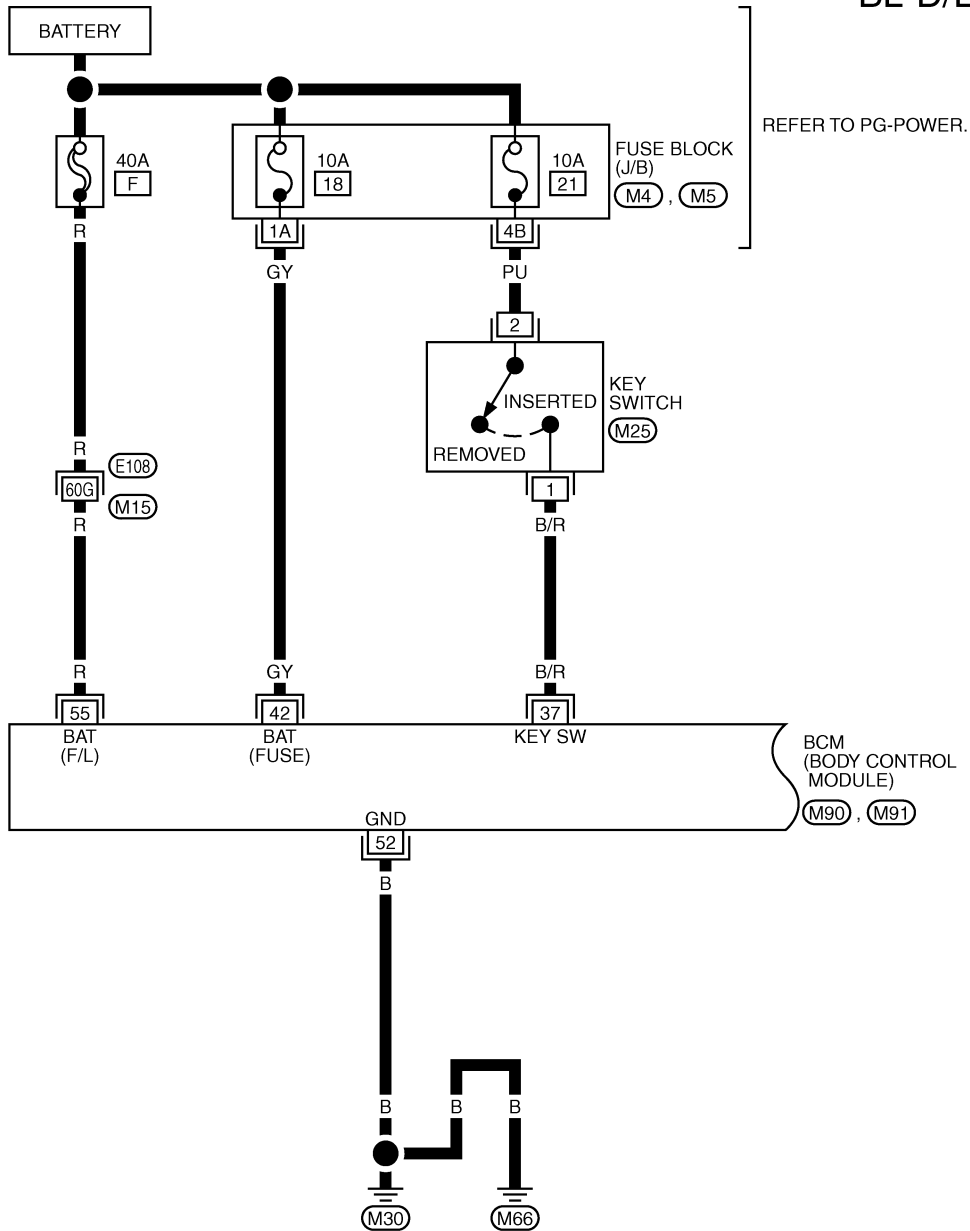 BATTERY
REFER TO PG-POWER.
40A
F
10A
18
10A
21
FUSE BLOCK
(J/B)
M4 , M5
R
1A
4B
GY
PU
2
INSERTED
REMOVED
KEY
SWITCH
M25
R
E108
60G
M15
R
1
B/R
R
GY
B/R
55
42
37
BAT
(F/L)
BAT
(FUSE)
KEY SW
BCM
(BODY CONTROL
MODULE)
M90 , M91
GND
52
B
B
B
B
M30
M66